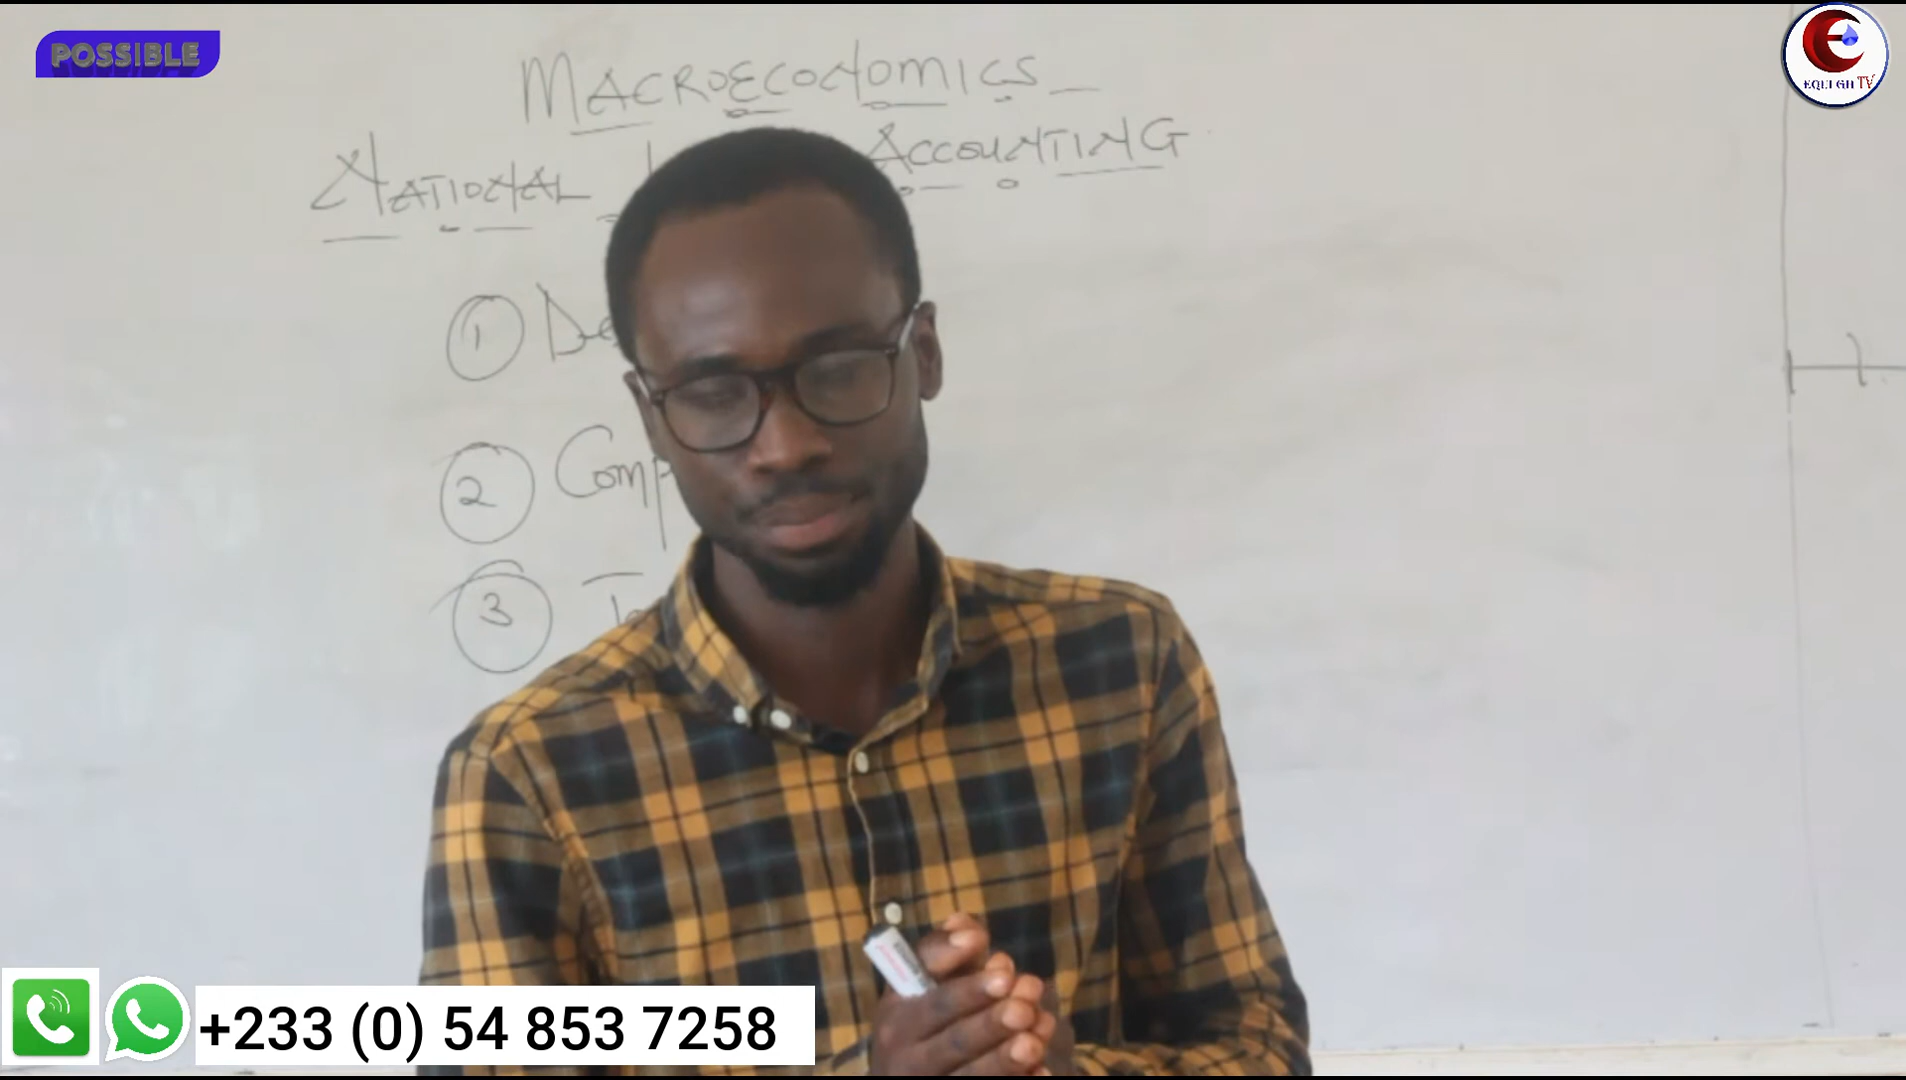 POSSIBLE
EQUI GH TV
MACROECONOMICS
NATIONAL ACCOUNTING
1 De
2 Comp
3
+233 (0) 54 853 7258